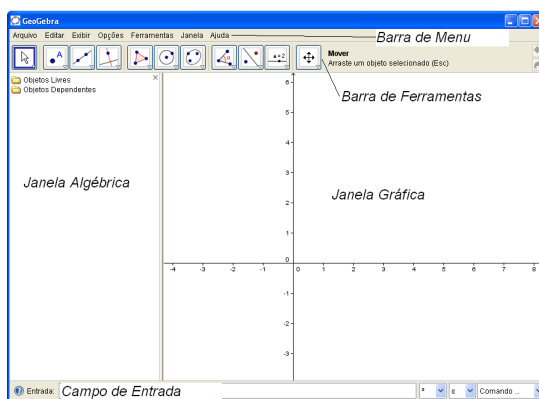 GeoGebra
Arquivo Editar Exibir Opções Ferramentas Janela Ajuda
Barra de Menu
A
α
a=2
Mover
Arraste um objeto selecionado (Esc)
Barra de Ferramentas
Objetos Livres
Objetos Dependentes
Janela Algébrica
Janela Gráfica
6
5
4
3
2
1
0
-4 -3 -2 -1 0 1 2 3 4 5 6 7 8
-1
-2
-3
Entrada:
Campo de Entrada
Comando ...